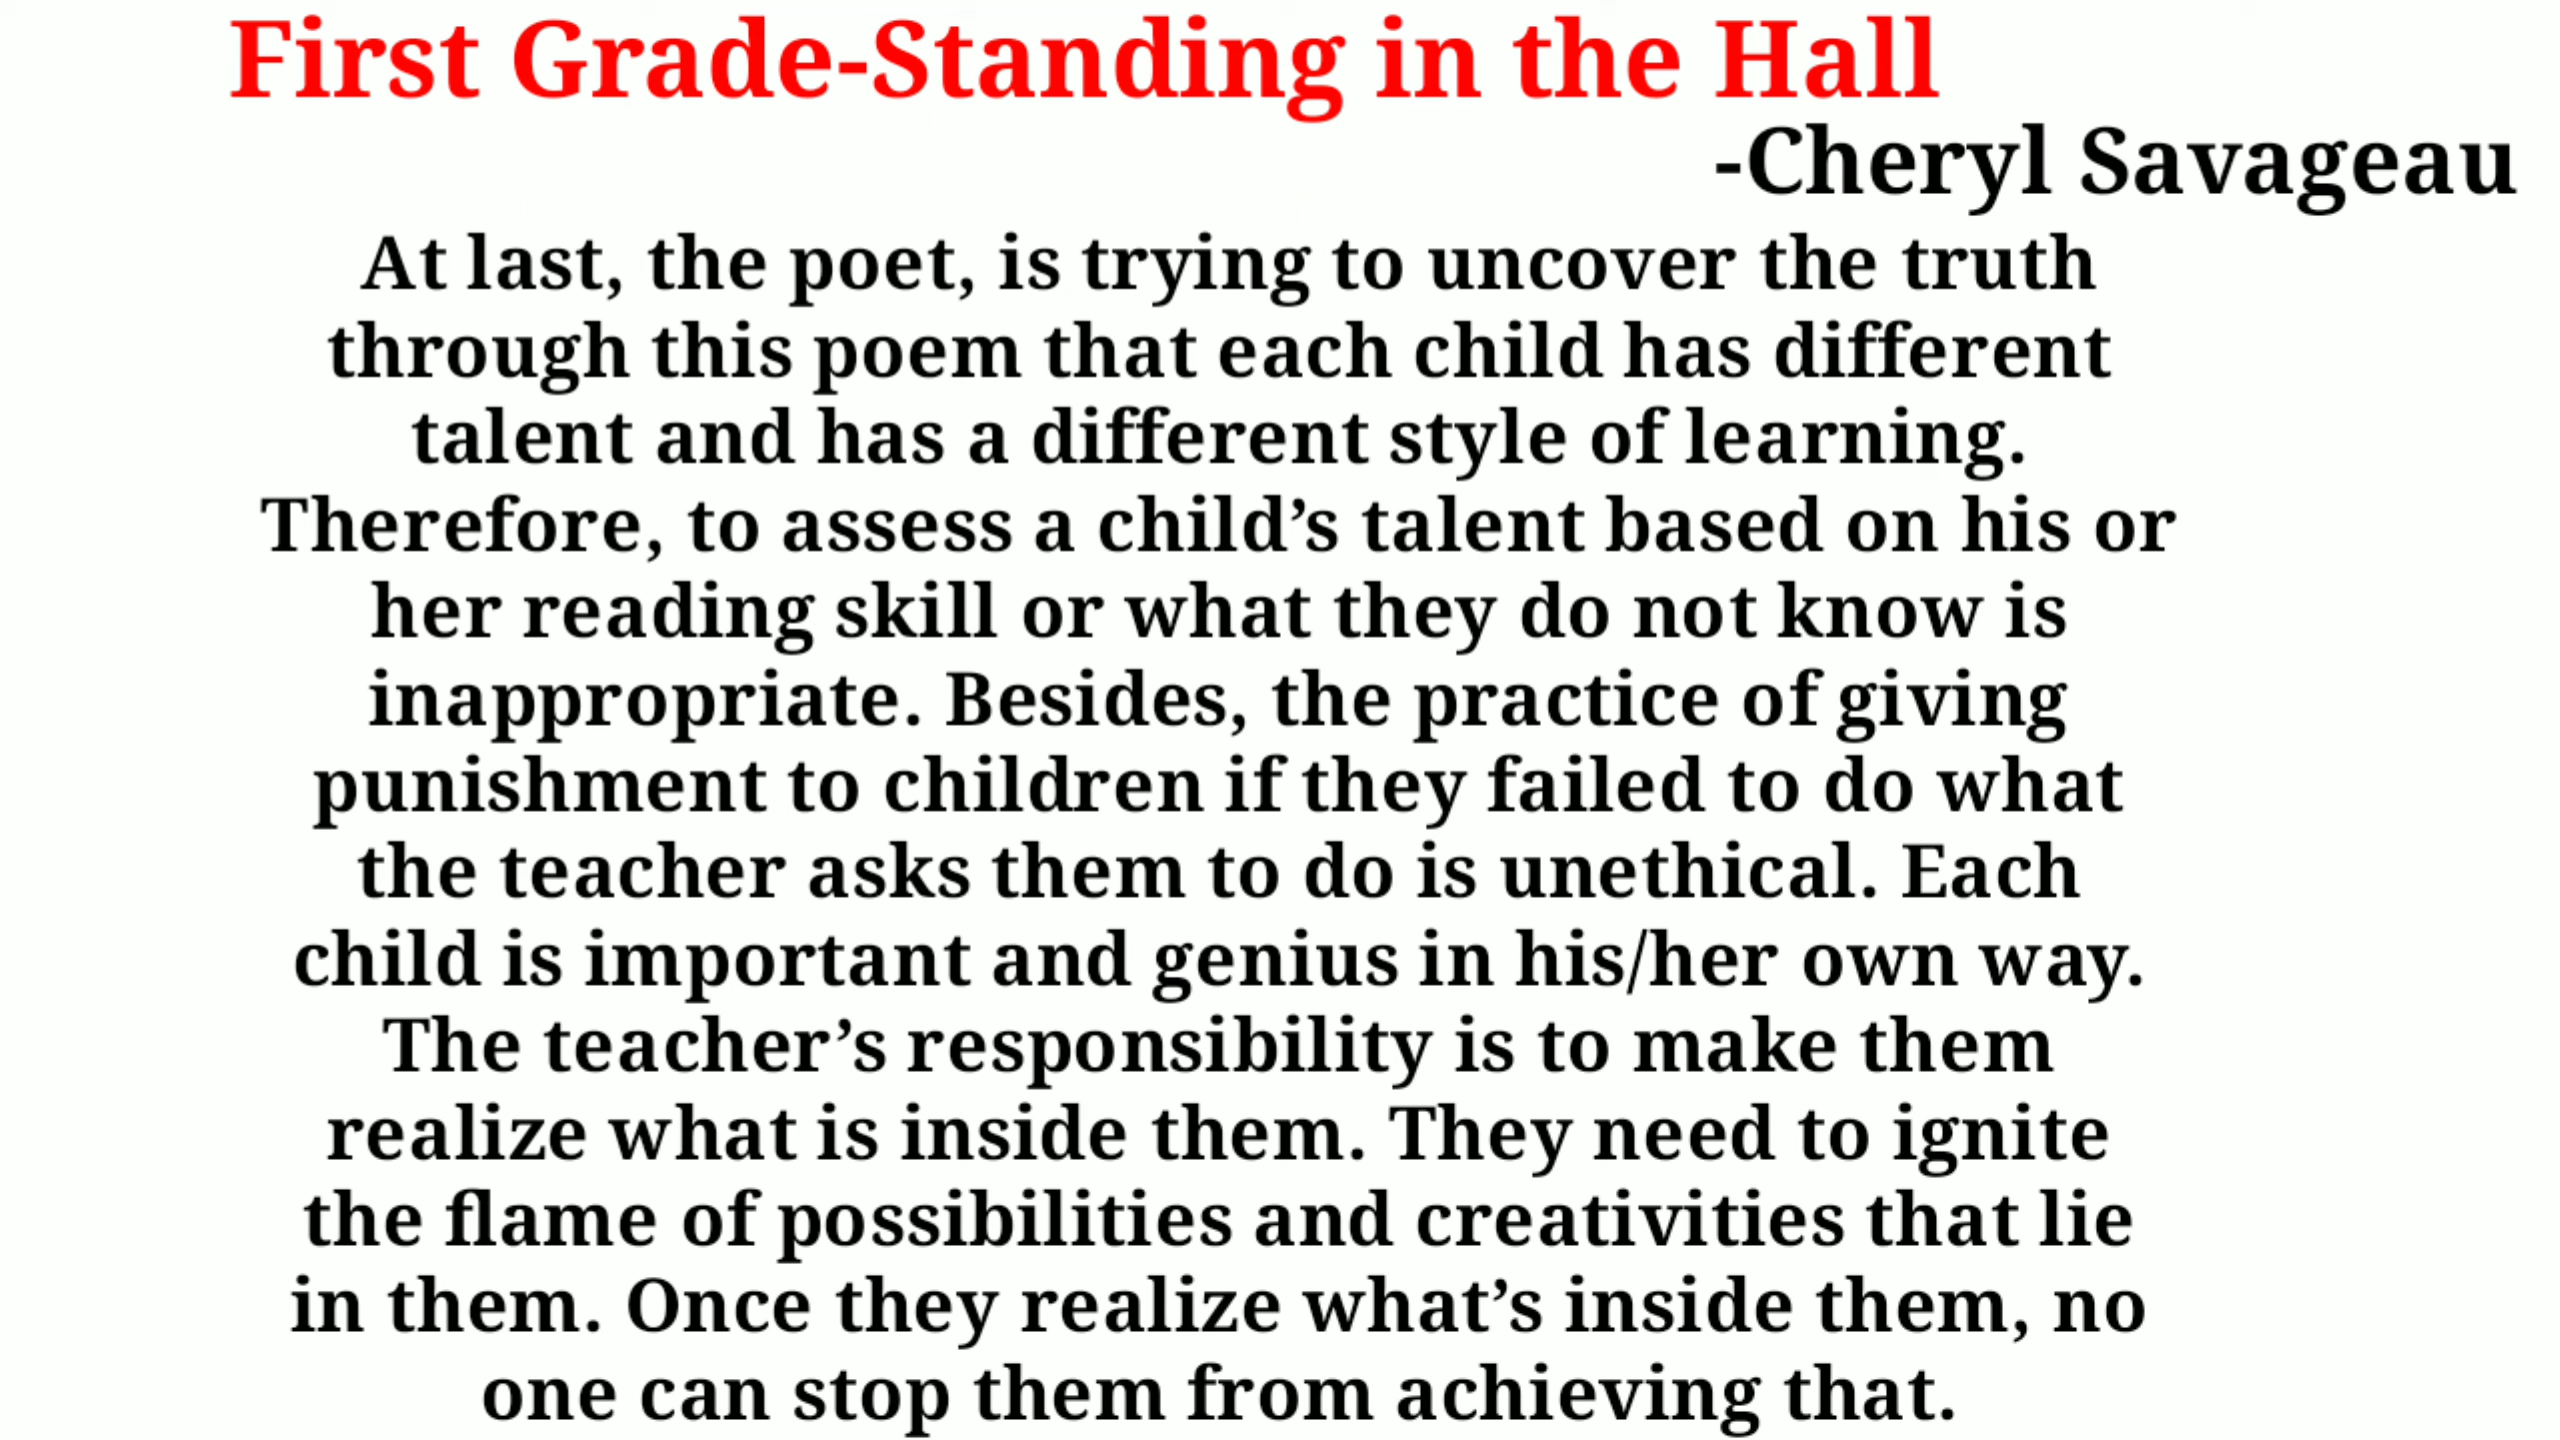 First Grade-Standing in the Hall
-Cheryl Savageau
At last, the poet, is trying to uncover the truth
through this poem that each child has different
talent and has a different style of learning.
Therefore, to assess a child’s talent based on his or
her reading skill or what they do not know is
inappropriate. Besides, the practice of giving
punishment to children if they failed to do what
the teacher asks them to do is unethical. Each
child is important and genius in his/her own way.
The teacher’s responsibility is to make them
realize what is inside them. They need to ignite
the flame of possibilities and creativities that lie
in them. Once they realize what’s inside them, no
one can stop them from achieving that.